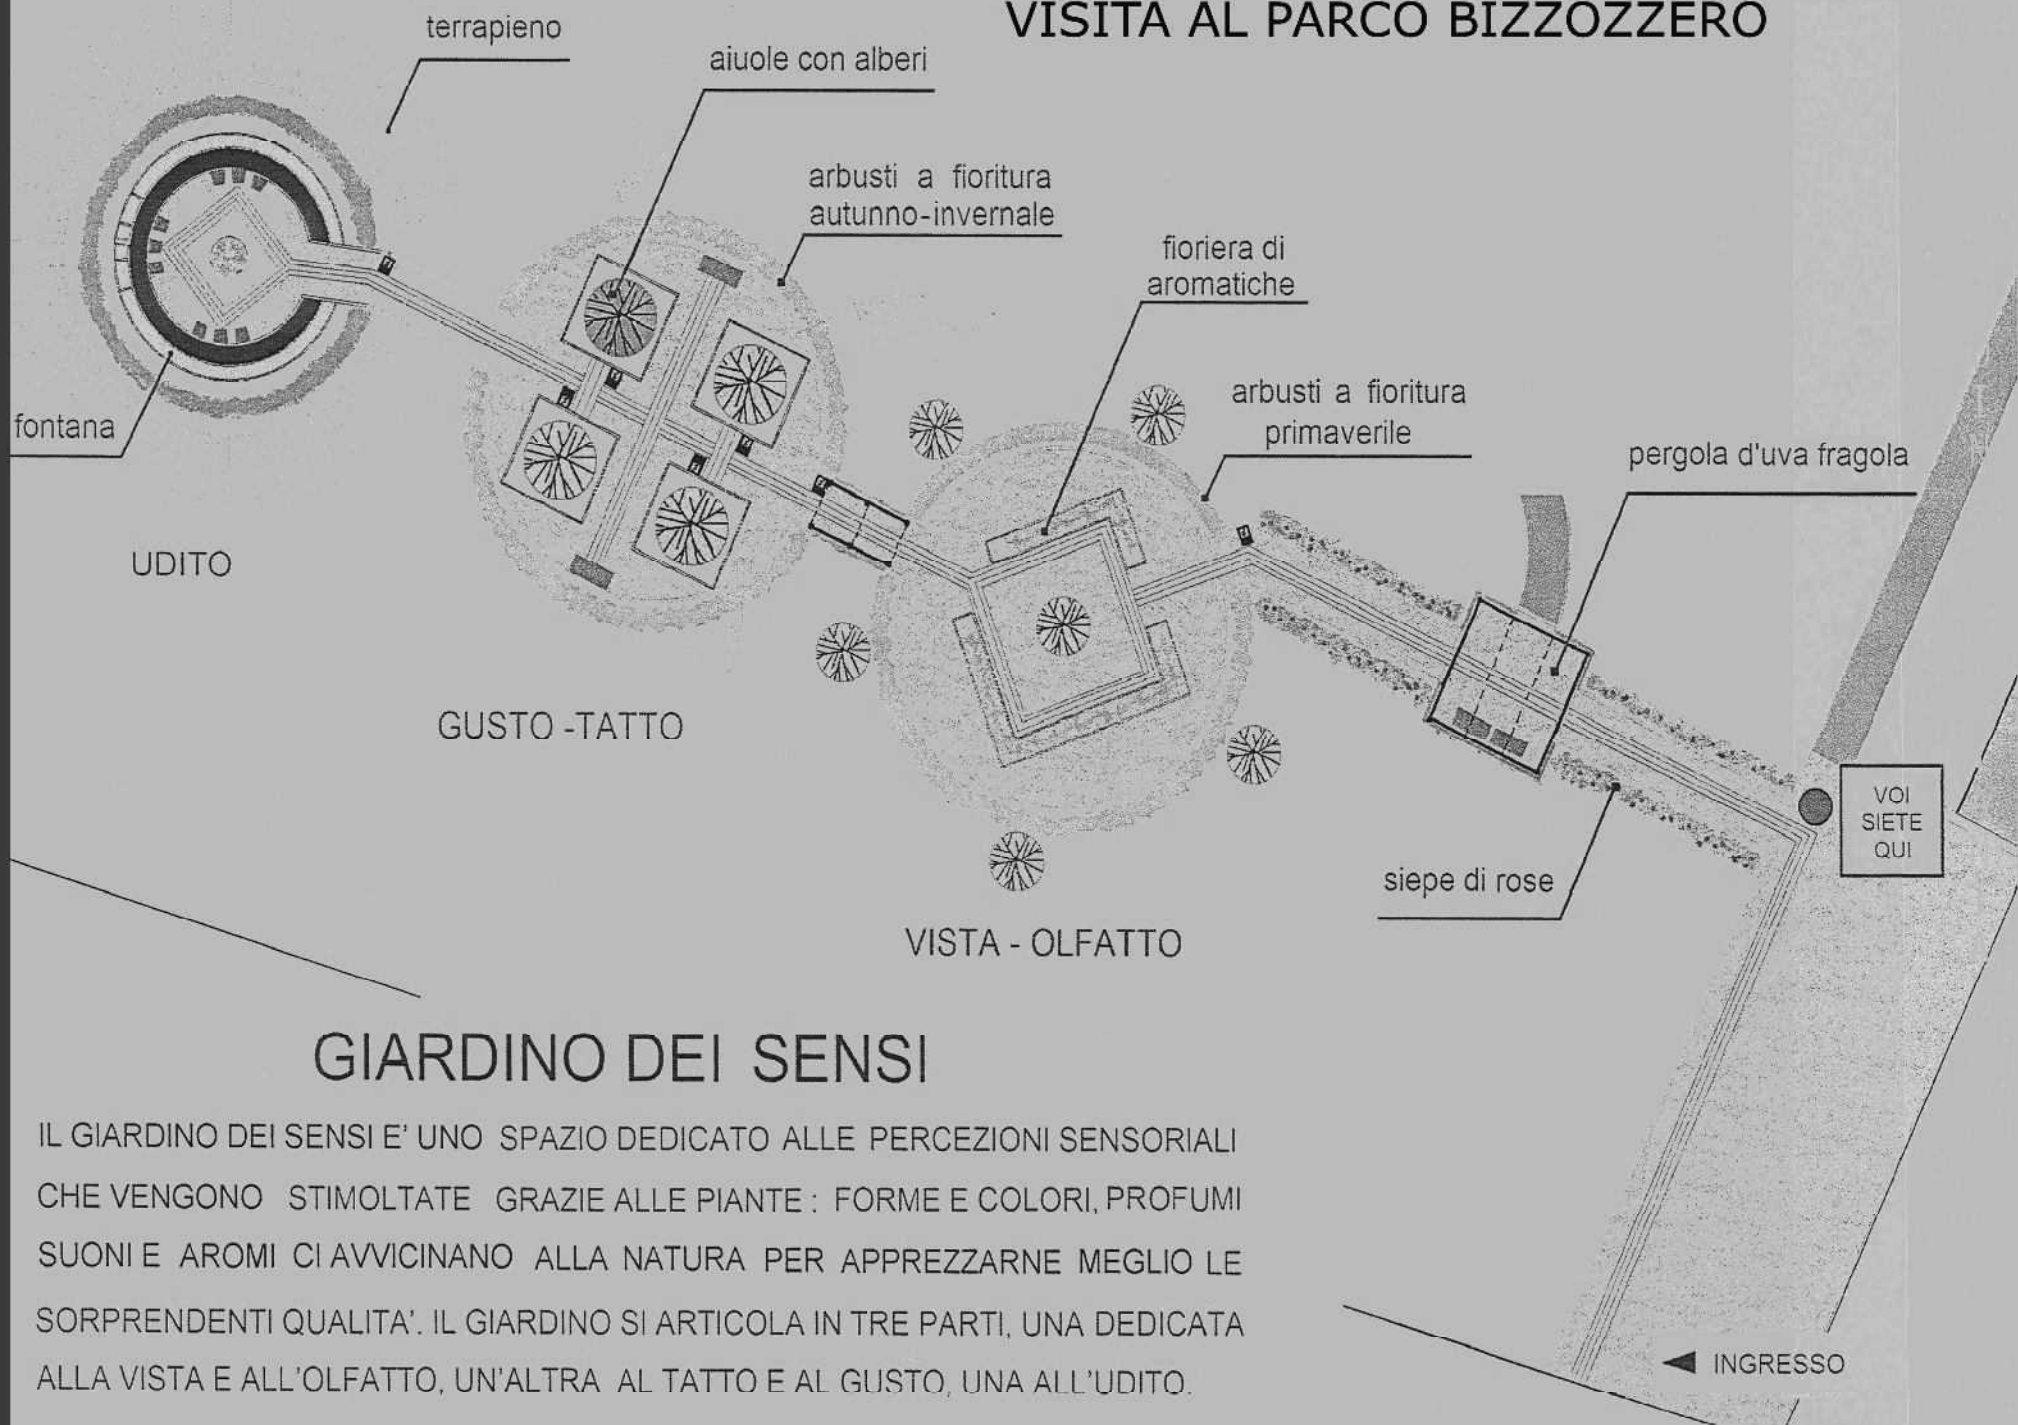 VISITA AL PARCO BIZZOZZERO
terrapieno
aiuole con alberi
arbusti a fioritura
autunno-invernale
fioriera di
aromatiche
arbusti a fioritura
primaverile
pergola d'uva fragola
fontana
UDITO
GUSTO -TATTO
VISTA - OLFATTO
siepe di rose
VOI
SIETE
QUI
GIARDINO DEI SENSI
IL GIARDINO DEI SENSI E' UNO SPAZIO DEDICATO ALLE PERCEZIONI SENSORIALI
CHE VENGONO STIMOLTATE GRAZIE ALLE PIANTE : FORME E COLORI, PROFUMI
SUONI E AROMI CI AVVICINANO ALLA NATURA PER APPREZZARNE MEGLIO LE
SORPRENDENTI QUALITA'. IL GIARDINO SI ARTICOLA IN TRE PARTI, UNA DEDICATA
ALLA VISTA E ALL'OLFATTO, UN'ALTRA AL TATTO E AL GUSTO, UNA ALL'UDITO.
INGRESSO